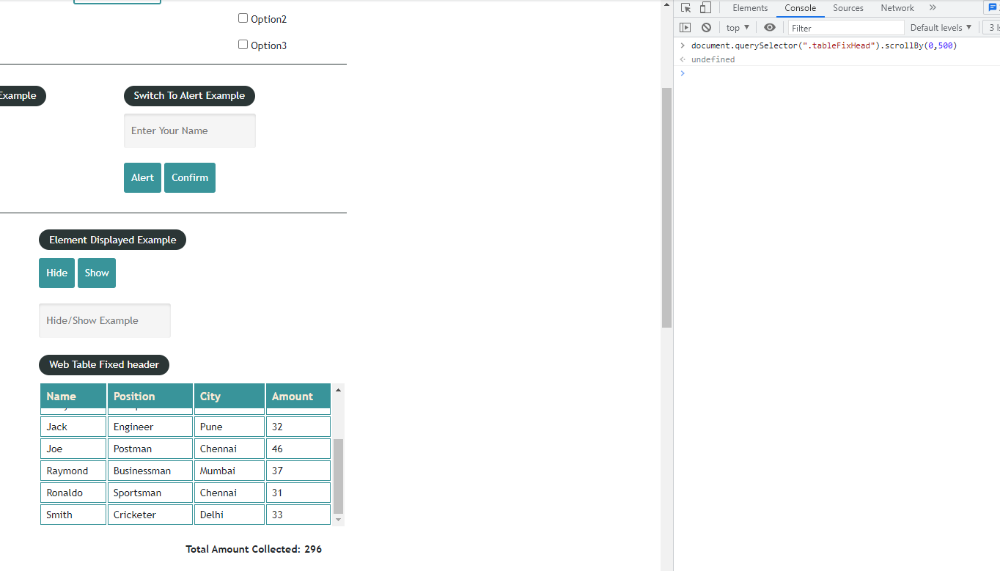 Option2
Option3
Example
Switch To Alert Example
Enter Your Name
Alert Confirm
Element Displayed Example
Hide Show
Hide/Show Example
Web Table Fixed header
Name Position City Amount
Jack Engineer Pune 32
Joe Postman Chennai 46
Raymond Businessman Mumbai 37
Ronaldo Sportsman Chennai 31
Smith Cricketer Delhi 33
Total Amount Collected: 296
Elements Console Sources Network »
top ▼ Filter Default levels ▼ 3
> document.querySelector(".tableFixHead").scrollBy(0,500)
undefined
>